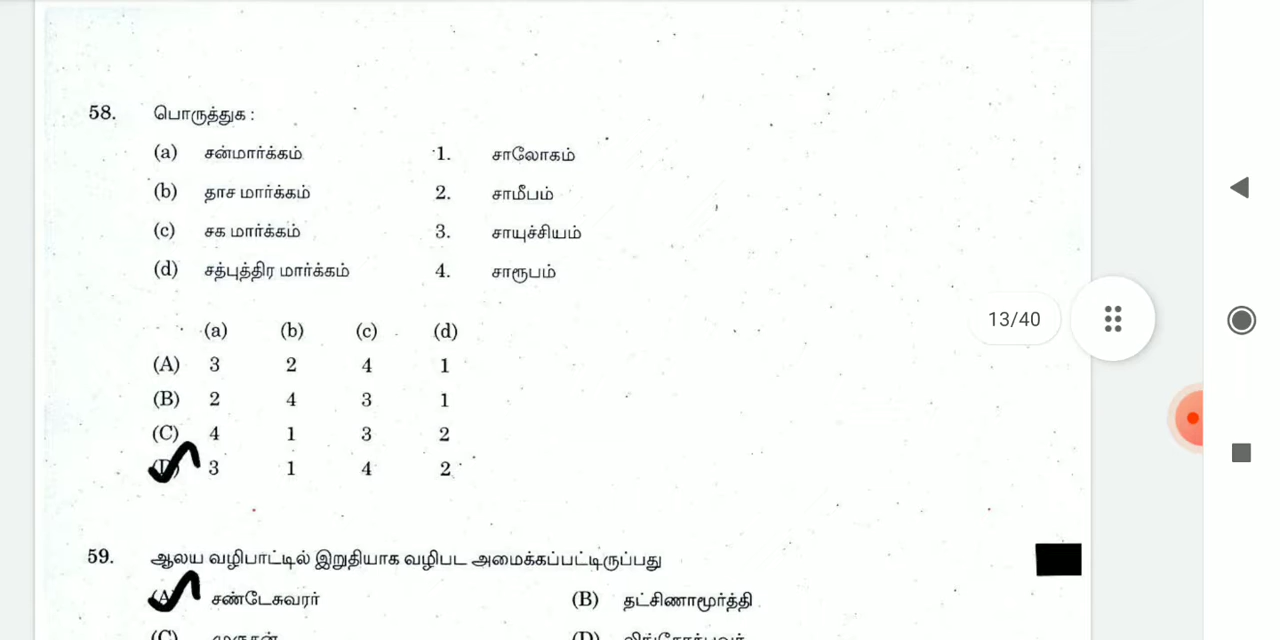 58. பொருத்துக :
(a) சன்மார்க்கம் 1. சாலோகம்
(b) தாச மார்க்கம் 2. சாமீபம்
(c) சக மார்க்கம் 3. சாயுச்சியம்
(d) சத்புத்திர மார்க்கம் 4. சாரூபம்
(a) (b) (c) (d)
(A) 3 2 4 1
(B) 2 4 3 1
(C) 4 1 3 2
(D) 3 1 4 2
13/40
59. ஆலய வழிபாட்டில் இறுதியாக வழிபட அமைக்கப்பட்டிருப்பது
(A) சண்டேசுவரர் (B) தட்சிணாமூர்த்தி
(C) முருகன் (D) லிங்கோத்பவர்